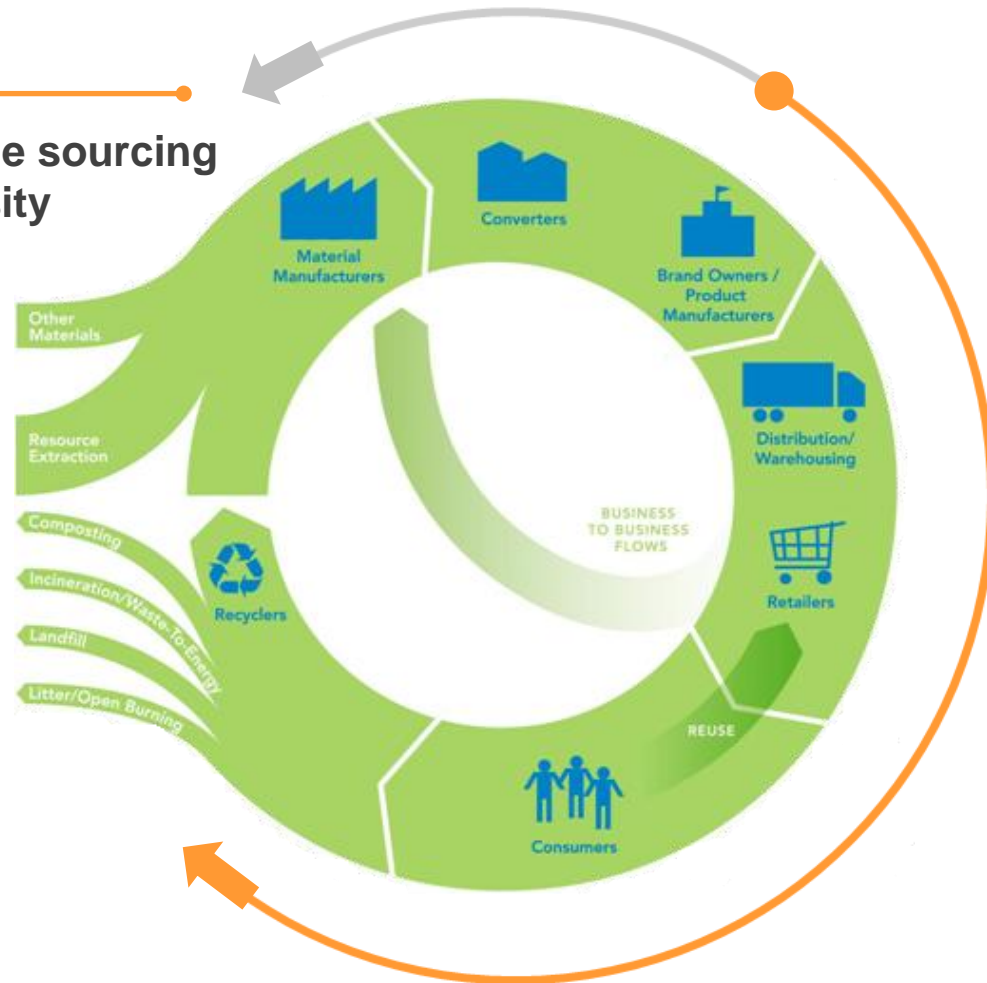 e sourcing
ity
Converters
Material
Manufacturers
Brand Owners /
Product
Manufacturers
Other
Materials
Distribution/
Warehousing
Resource
Extraction
BUSINESS
TO BUSINESS
FLOWS
Composting
Incineration/Waste-To-Energy
Landfill
Litter/Open Burning
Recyclers
Retailers
REUSE
Consumers